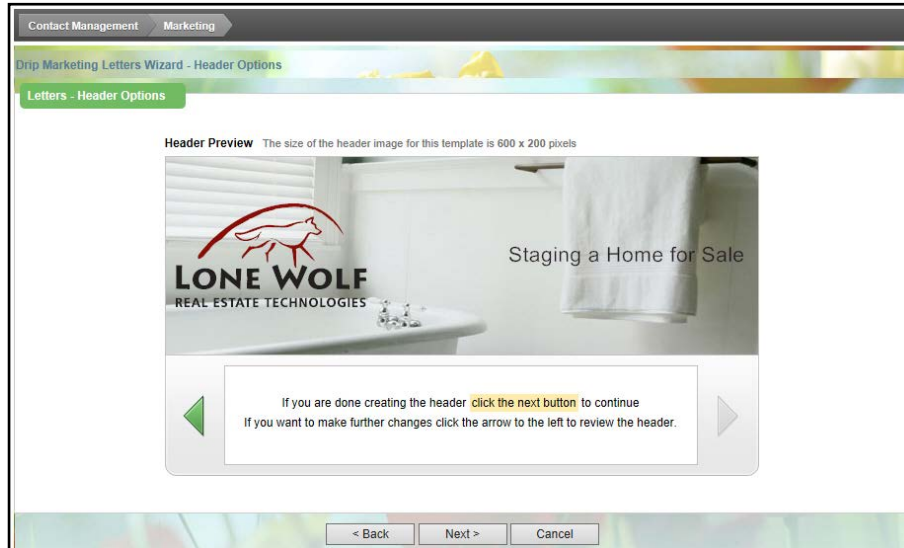 Contact Management Marketing
Drip Marketing Letters Wizard - Header Options
Letters - Header Options
Header Preview The size of the header image for this template is 600 x 200 pixels
Staging a Home for Sale
LONE WOLF
REAL ESTATE TECHNOLOGIES
If you are done creating the header click the next button to continue
If you want to make further changes click the arrow to the left to review the header.
< Back Next > Cancel